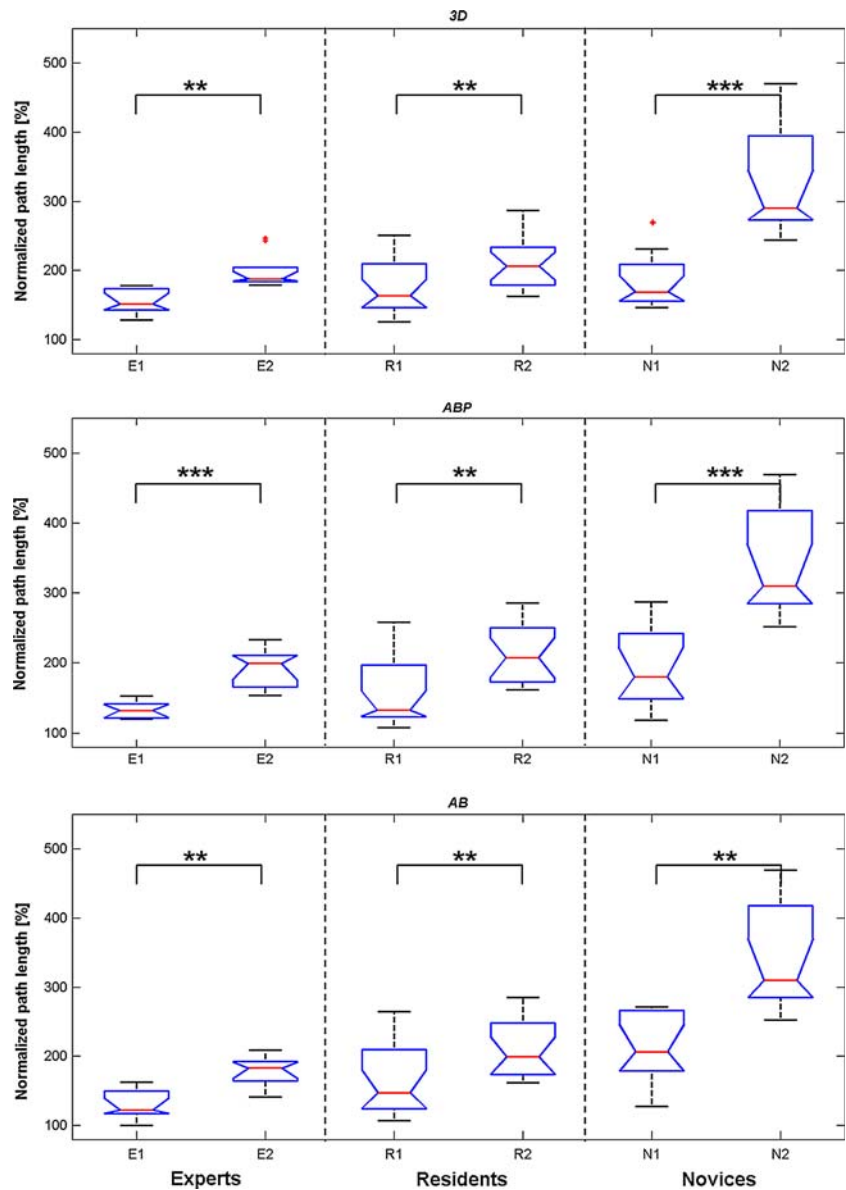 3D
500
400
300
200
100
Normalized path length [%]
** ** ***
E1 E2 R1 R2 N1 N2
ABP
500
400
300
200
100
Normalized path length [%]
*** ** ***
E1 E2 R1 R2 N1 N2
AB
500
400
300
200
100
Normalized path length [%]
** ** **
E1 E2 R1 R2 N1 N2
Experts Residents Novices